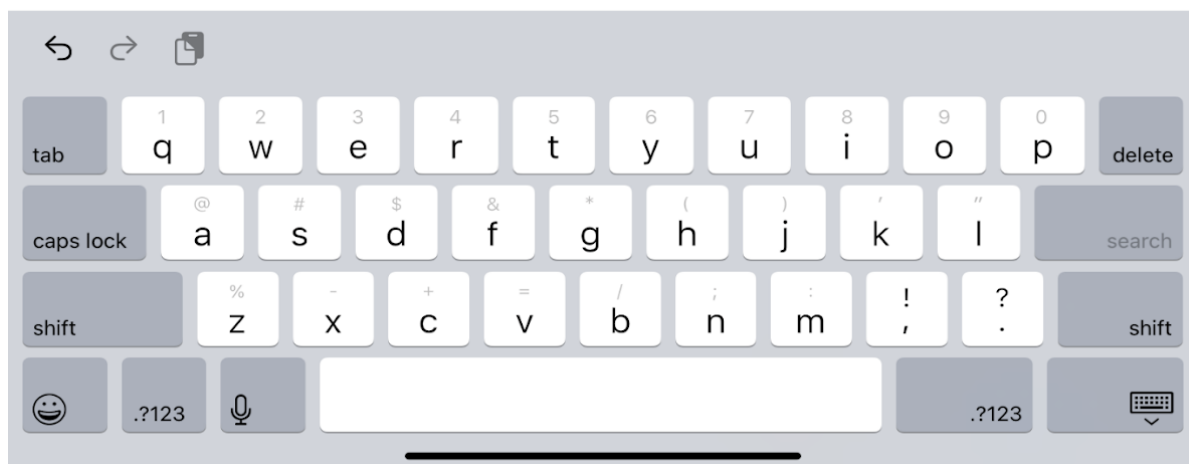 1 2 3 4 5 6 7 8 9 0
tab q w e r t y u i o p delete
@ # $ & * ( ) ' "
caps lock a s d f g h j k l search
% - + = / ; : ! ?
shift z x c v b n m , . shift
.?123 .?123